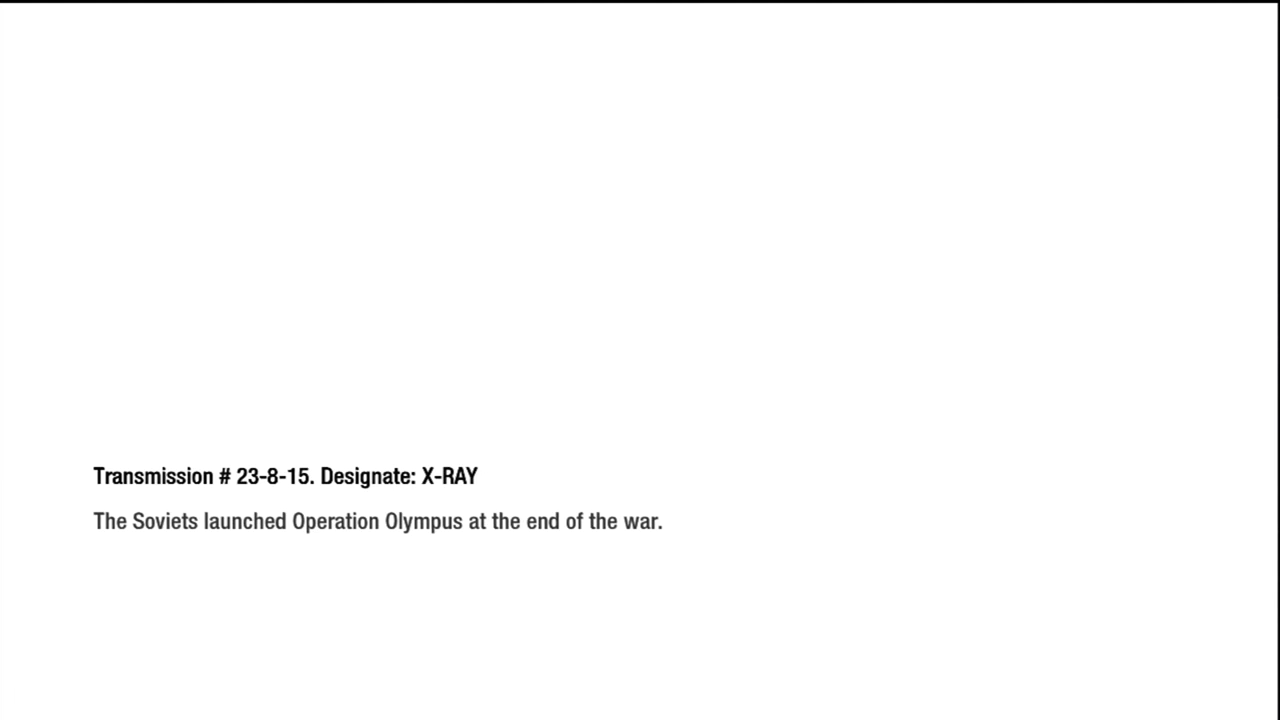 Transmission # 23-8-15. Designate: X-RAY
The Soviets launched Operation Olympus at the end of the war.